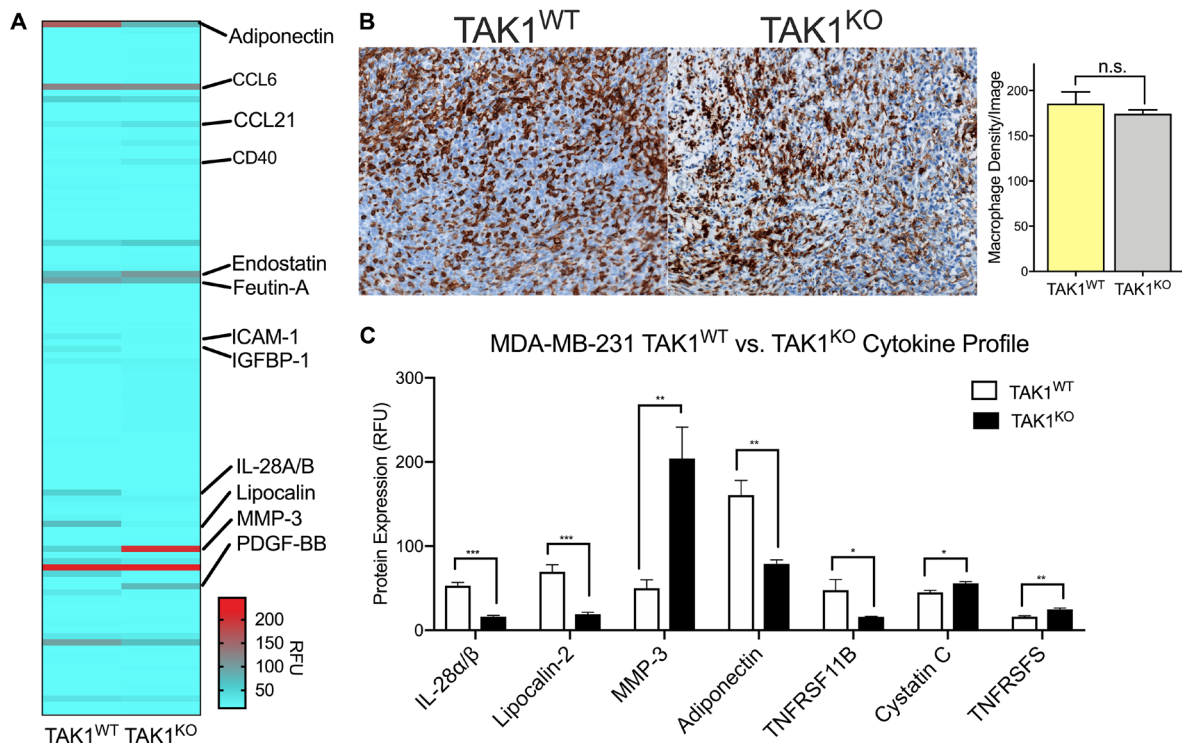 A
Adiponectin
CCL6
CCL21
CD40
Endostatin
Feutin-A
ICAM-1
IGFBP-1
IL-28A/B
Lipocalin
MMP-3
PDGF-BB
200
150
100
50
RFU
TAK1WT TAK1KO
B
TAK1WT TAK1KO
n.s.
Macrophage Density/Image
200
150
100
50
0
TAK1WT TAK1KO
C
MDA-MB-231 TAK1WT vs. TAK1KO Cytokine Profile
Protein Expression (RFU)
300
200
100
0
TAK1WT
TAK1KO
*** *** ** ** * * **
IL-28α/β
Lipocalin-2
MMP-3
Adiponectin
TNFRSF11B
Cystatin C
TNFRSFS